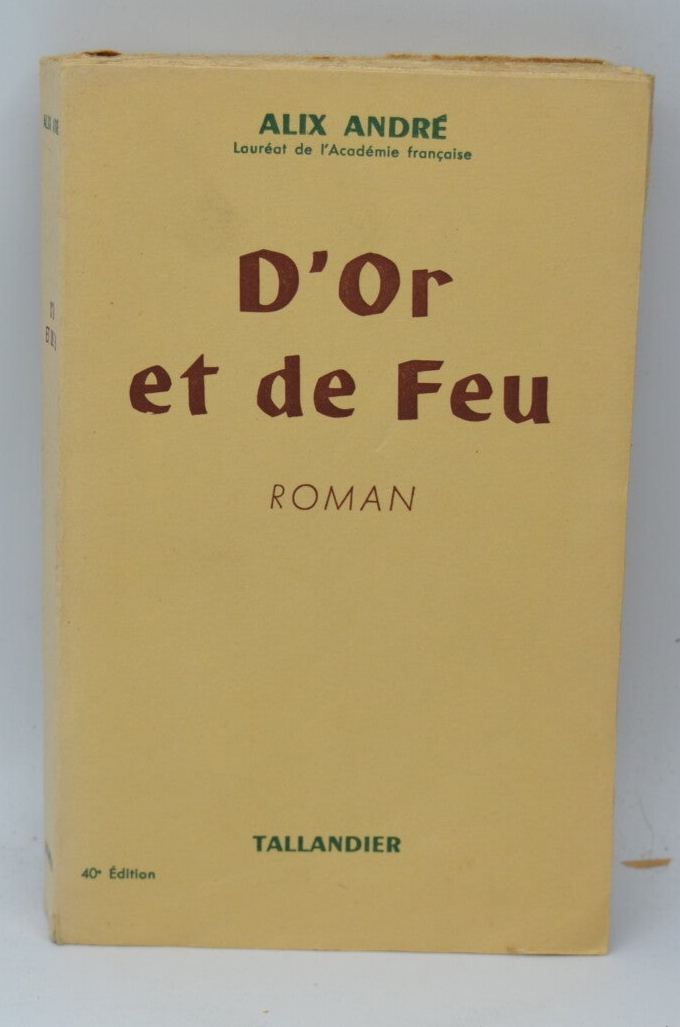 ALIX ANDRÉ
Lauréat de l'Académie française
D'Or
et de Feu
ROMAN
TALLANDIER
40e Édition